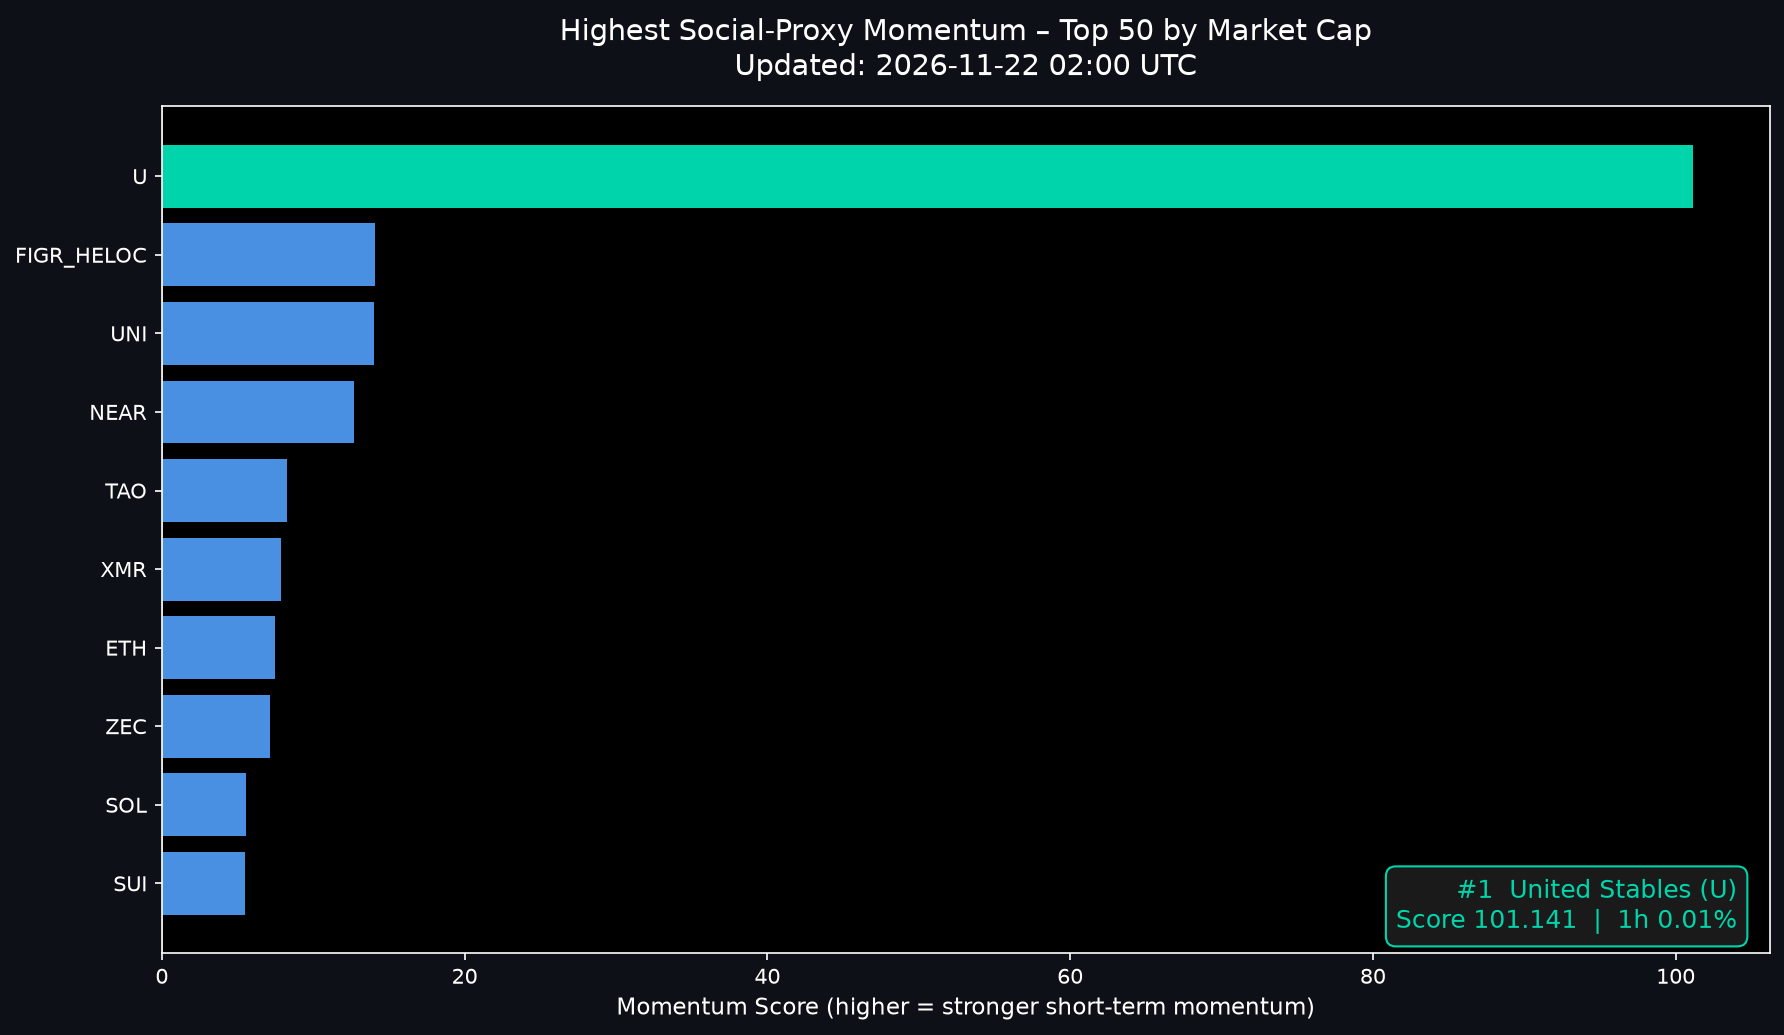 Highest Social-Proxy Momentum – Top 50 by Market Cap
Updated: 2026-11-22 02:00 UTC
U
FIGR_HELOC
UNI
NEAR
TAO
XMR
ETH
ZEC
SOL
SUI
#1  United Stables (U)
Score 101.141  |  1h 0.01%
0 20 40 60 80 100
Momentum Score (higher = stronger short-term momentum)